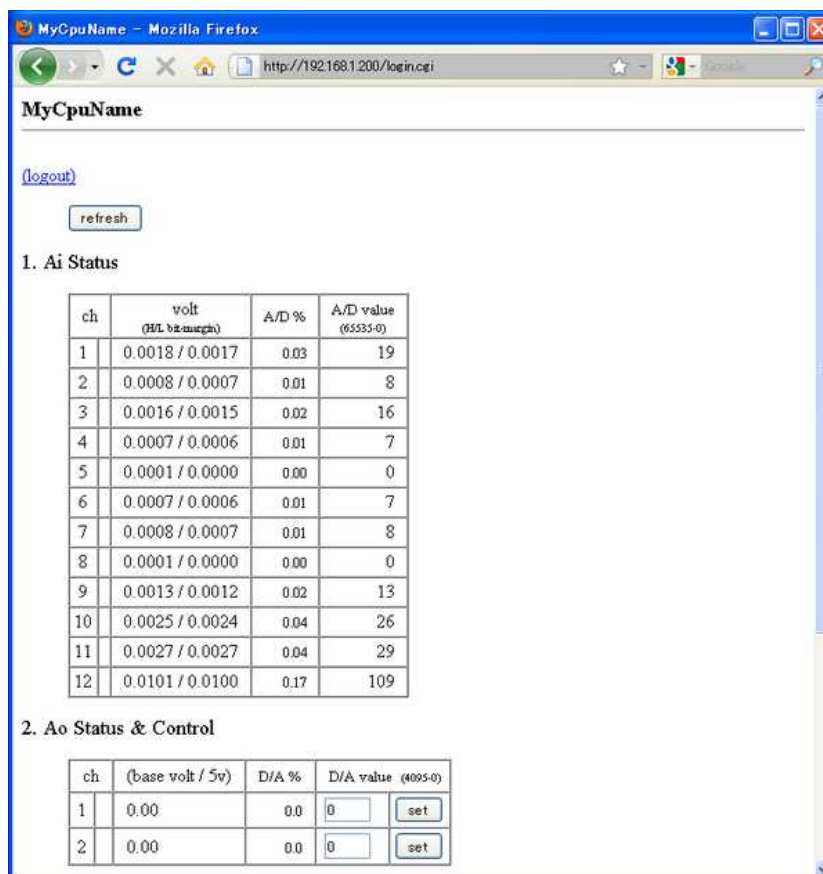 MyCpuName - Mozilla Firefox
http://192.168.1.200/login.cgi
MyCpuName
(logout)
refresh
1. Ai Status
ch volt A/D % A/D value
(H/L bit-margin) (65535-0)
1 0.0018 / 0.0017 0.03 19
2 0.0008 / 0.0007 0.01 8
3 0.0016 / 0.0015 0.02 16
4 0.0007 / 0.0006 0.01 7
5 0.0001 / 0.0000 0.00 0
6 0.0007 / 0.0006 0.01 7
7 0.0008 / 0.0007 0.01 8
8 0.0001 / 0.0000 0.00 0
9 0.0013 / 0.0012 0.02 13
10 0.0025 / 0.0024 0.04 26
11 0.0027 / 0.0027 0.04 29
12 0.0101 / 0.0100 0.17 109
2. Ao Status & Control
ch (base volt / 5v) D/A % D/A value (4095-0)
1 0.00 0.0 0 set
2 0.00 0.0 0 set